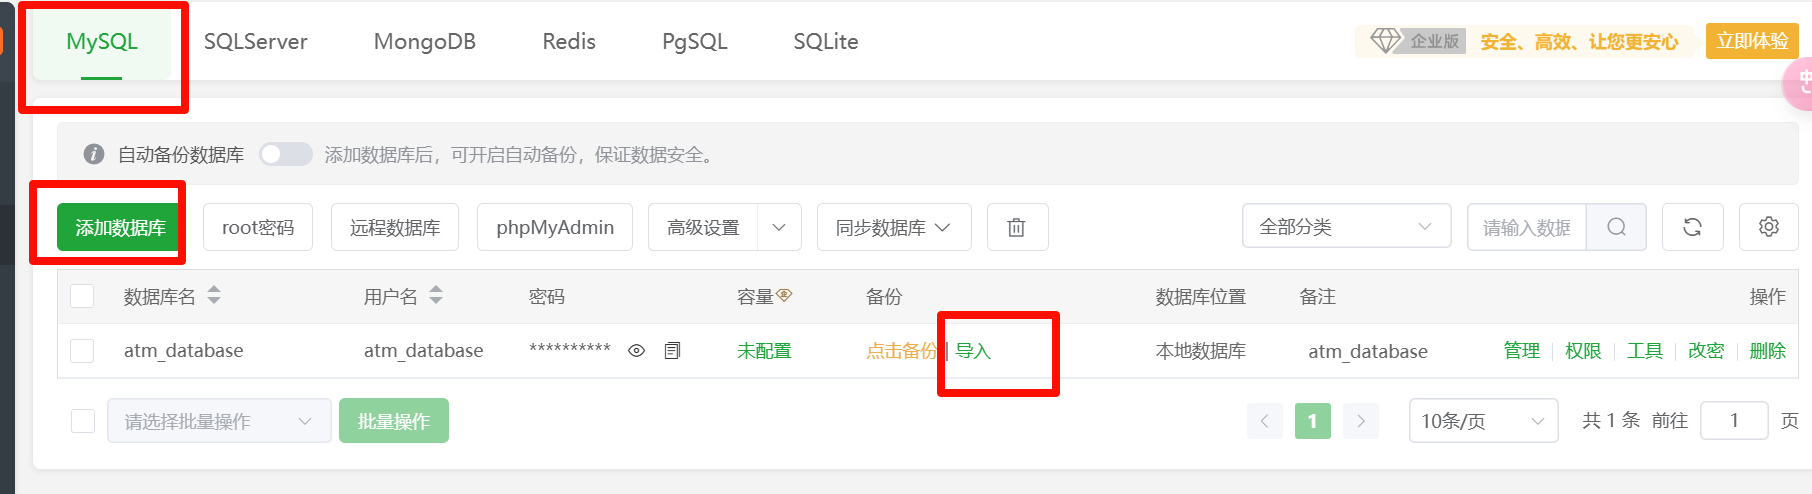 MySQL SQLServer MongoDB Redis PgSQL SQLite 企业版 安全、高效、让您更安心 立即体验
自动备份数据库 添加数据库后，可开启自动备份，保证数据安全。
添加数据库 root密码 远程数据库 phpMyAdmin 高级设置 同步数据库 全部分类 请输入数据
数据库名 用户名 密码 容量 备份 数据库位置 备注 操作
atm_database atm_database ********** 未配置 点击备份 | 导入 本地数据库 atm_database 管理 | 权限 | 工具 | 改密 | 删除
请选择批量操作 批量操作 1 10条/页 共 1 条 前往 1 页